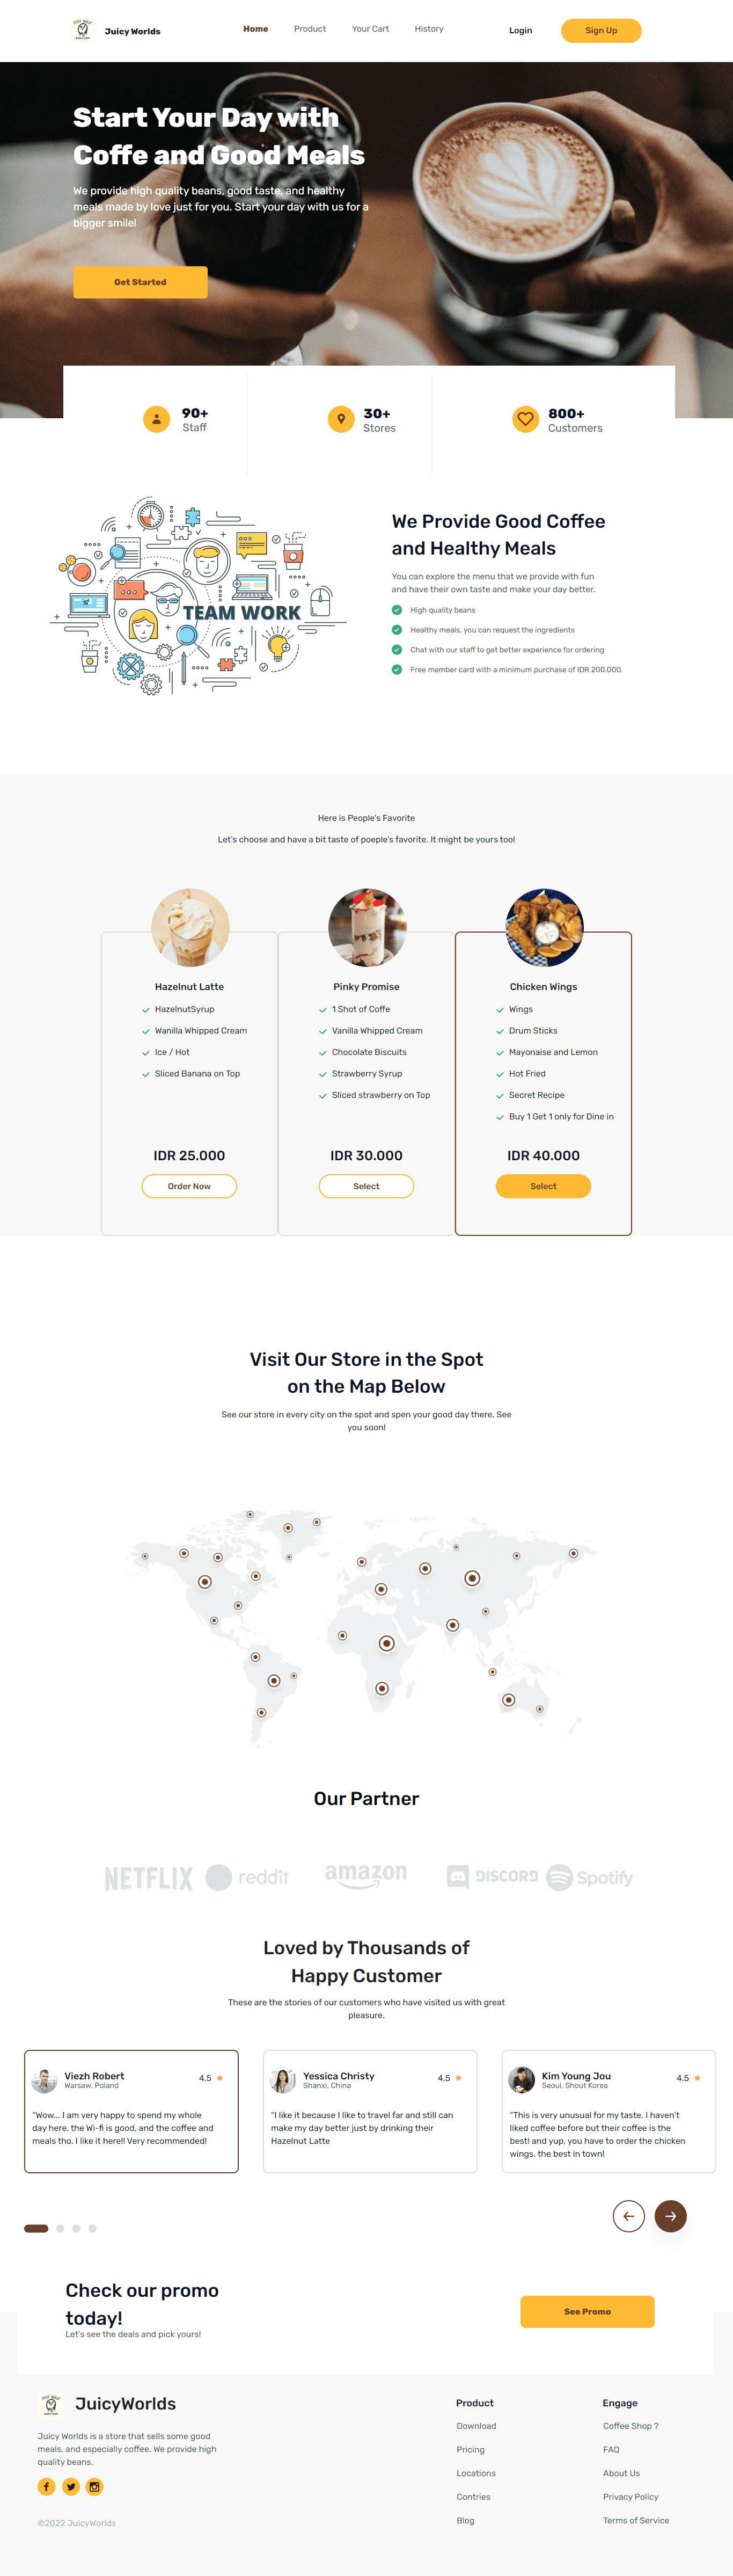 Juicy Worlds
Home
Product
Your Cart
History
Login
Sign Up
Start Your Day with
Coffe and Good Meals
We provide high quality beans, good taste, and healthy
meals made by love just for you. Start your day with us for a
bigger smile!
Get Started
90+
Staff
30+
Stores
800+
Customers
TEAM WORK
We Provide Good Coffee
and Healthy Meals
You can explore the menu that we provide with fun
and have their own taste and make your day better.
High quality beans
Healthy meals, you can request the ingredients
Chat with our staff to get better experience for ordering
Free member card with a minimum purchase of IDR 200.000.
Here is People's Favorite
Let's choose and have a bit taste of poeple's favorite. It might be yours too!
Hazelnut Latte
HazelnutSyrup
Wanilla Whipped Cream
Ice / Hot
Sliced Banana on Top
IDR 25.000
Order Now
Pinky Promise
1 Shot of Coffe
Vanilla Whipped Cream
Chocolate Biscuits
Strawberry Syrup
Sliced strawberry on Top
IDR 30.000
Select
Chicken Wings
Wings
Drum Sticks
Mayonaise and Lemon
Hot Fried
Secret Recipe
Buy 1 Get 1 only for Dine in
IDR 40.000
Select
Visit Our Store in the Spot
on the Map Below
See our store in every city on the spot and spen your good day there. See
you soon!
Our Partner
NETFLIX
reddit
amazon
DISCORD
Spotify
Loved by Thousands of
Happy Customer
These are the stories of our customers who have visited us with great
pleasure.
Viezh Robert
Warsaw, Poland
4.5
"Wow... I am very happy to spend my whole
day here. the Wi-fi is good, and the coffee and
meals tho. I like it here!! Very recommended!
Yessica Christy
Shanxi, China
4.5
"I like it because I like to travel far and still can
make my day better just by drinking their
Hazelnut Latte
Kim Young Jou
Seoul, Shout Korea
4.5
"This is very unusual for my taste, I haven't
liked coffee before but their coffee is the
best! and yup, you have to order the chicken
wings. the best in town!
Check our promo
today!
Let's see the deals and pick yours!
See Promo
JuicyWorlds
Juicy Worlds is a store that sells some good
meals, and especially coffee. We provide high
quality beans.
©2022 JuicyWorlds
Product
Download
Pricing
Locations
Contries
Blog
Engage
Coffee Shop ?
FAQ
About Us
Privacy Policy
Terms of Service